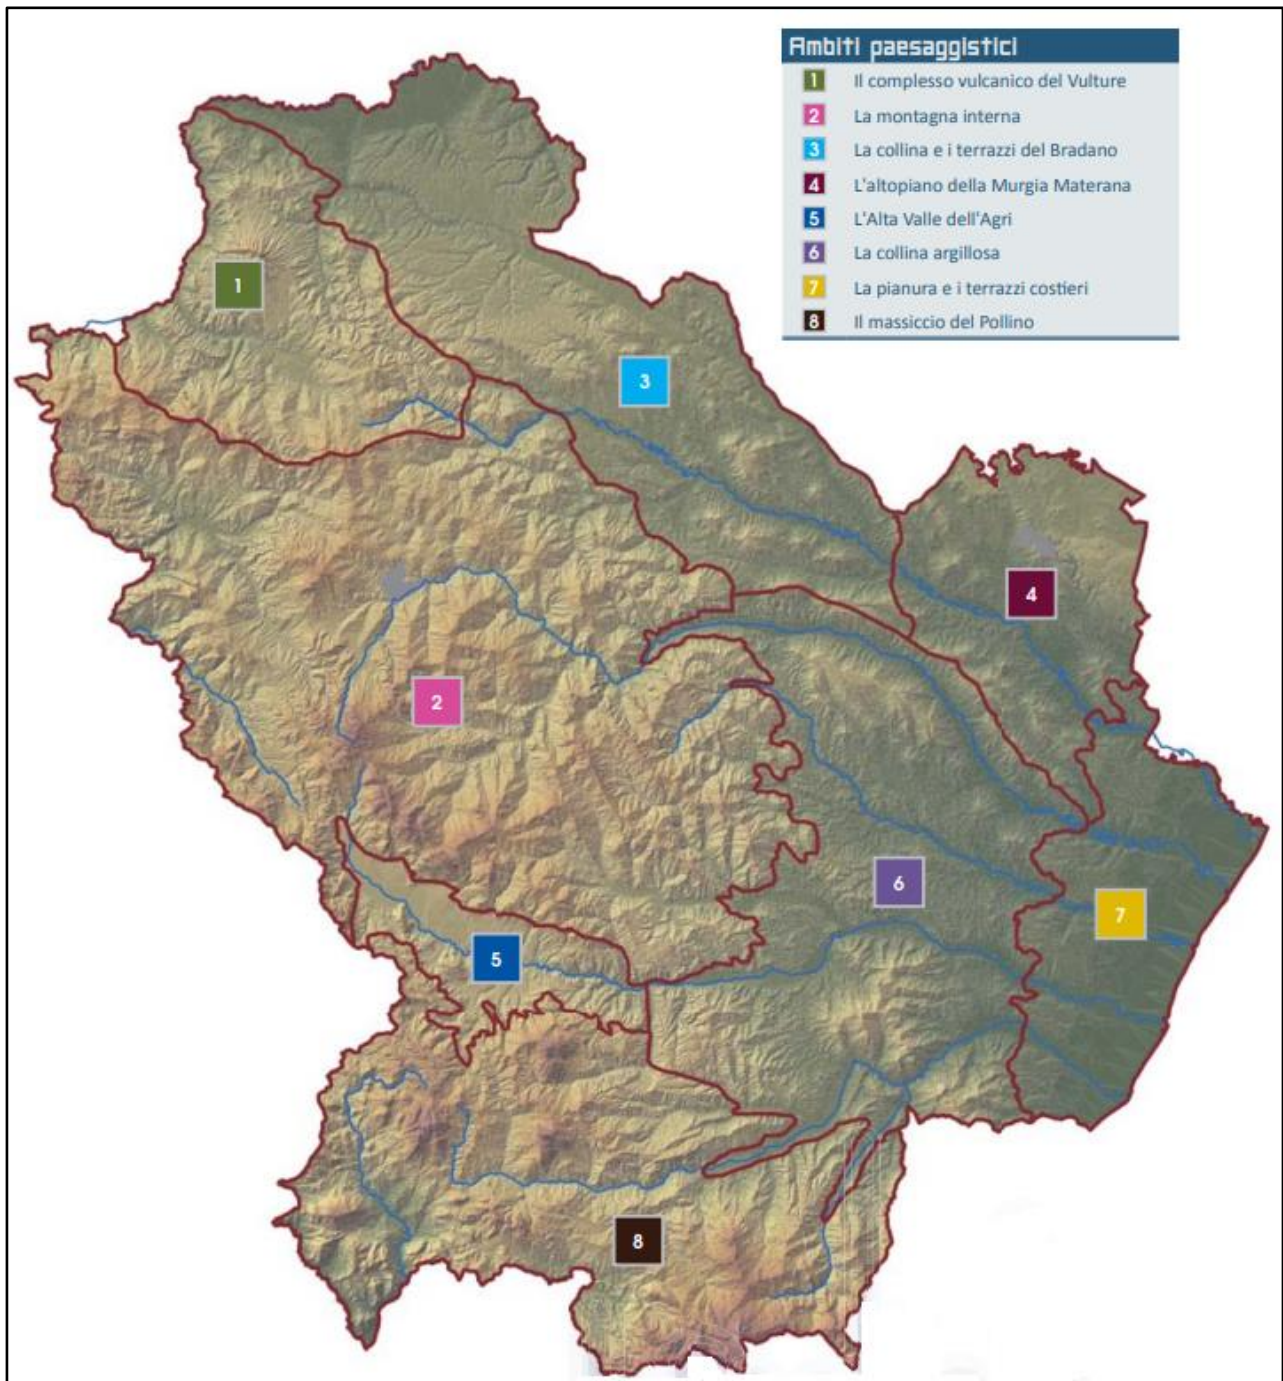 Ambiti paesaggistici
1 Il complesso vulcanico del Vulture
2 La montagna interna
3 La collina e i terrazzi del Bradano
4 L'altopiano della Murgia Materana
5 L'Alta Valle dell'Agri
6 La collina argillosa
7 La pianura e i terrazzi costieri
8 Il massiccio del Pollino
1
3
4
2
6
7
5
8